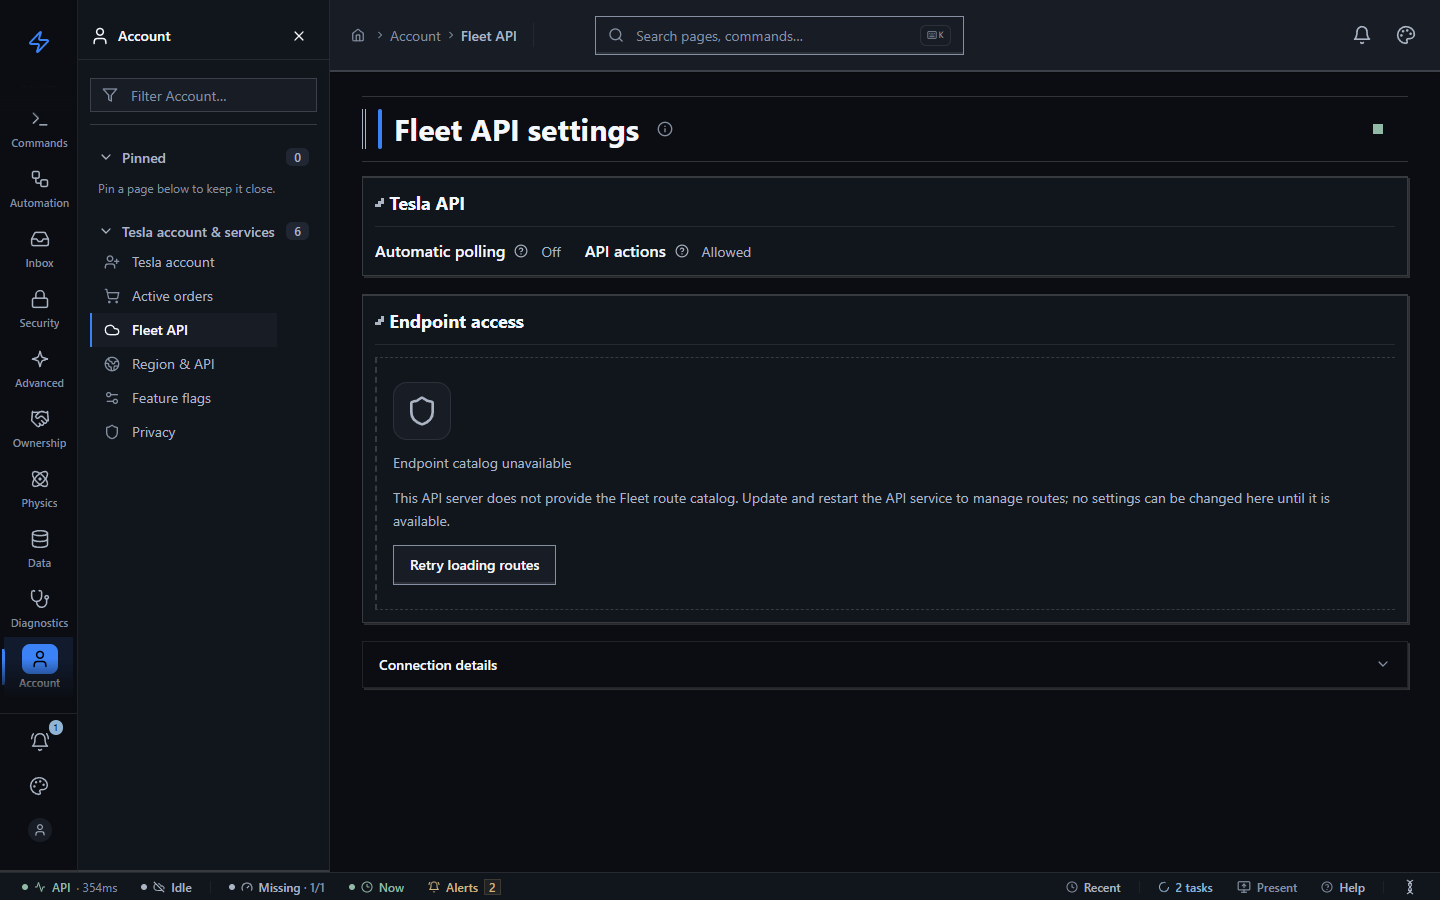 Account
Account
Fleet API
Search pages, commands...
K
Filter Account...
Commands
Automation
Inbox
Security
Advanced
Ownership
Physics
Data
Diagnostics
Account
1
Pinned
0
Pin a page below to keep it close.
Tesla account & services
6
Tesla account
Active orders
Fleet API
Region & API
Feature flags
Privacy
Fleet API settings
Tesla API
Automatic polling
Off
API actions
Allowed
Endpoint access
Endpoint catalog unavailable
This API server does not provide the Fleet route catalog. Update and restart the API service to manage routes; no settings can be changed here until it is
available.
Retry loading routes
Connection details
API · 354ms
Idle
Missing · 1/1
Now
Alerts 2
Recent
2 tasks
Present
Help